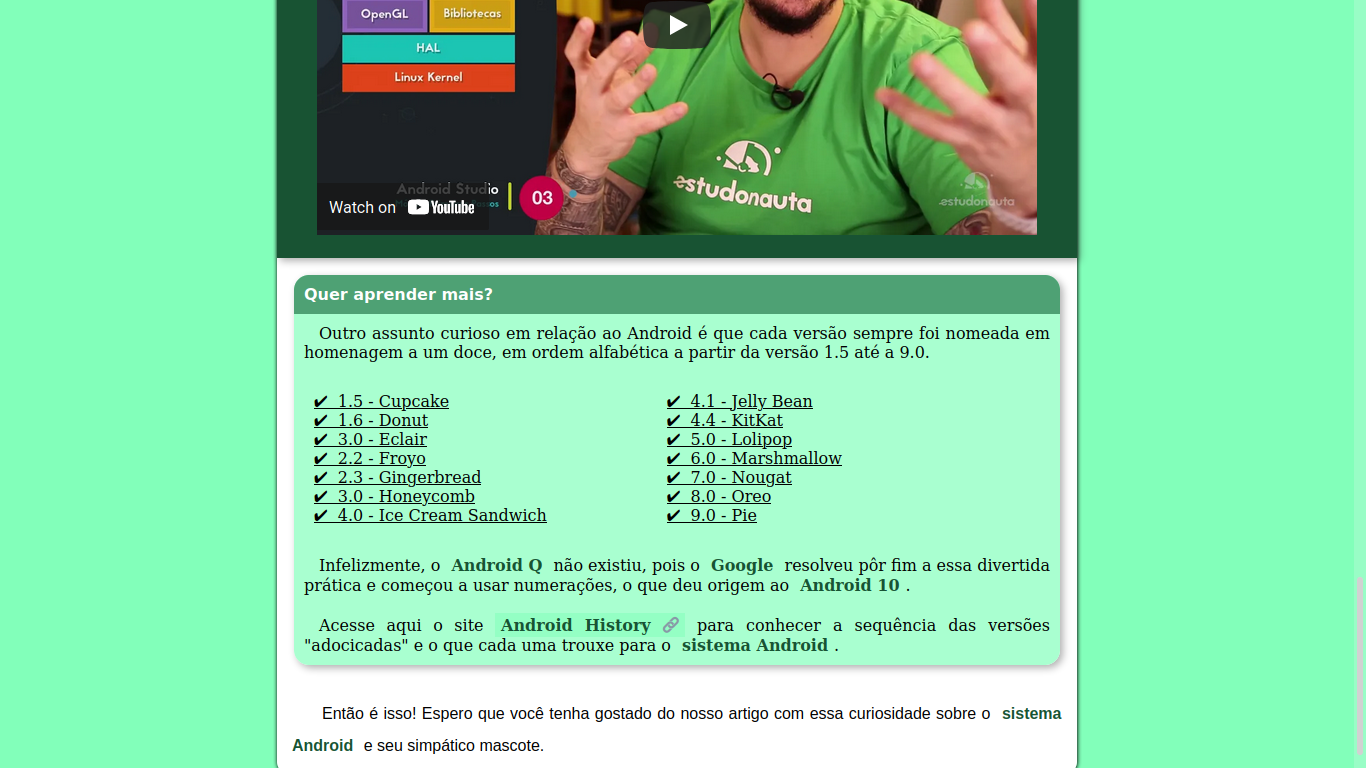 OpenGL
Bibliotecas
HAL
Linux Kernel
estudonauta
estudonauta
Android Studio
03
Watch on YouTube
Quer aprender mais?
Outro assunto curioso em relação ao Android é que cada versão sempre foi nomeada em
homenagem a um doce, em ordem alfabética a partir da versão 1.5 até a 9.0.
✔ 1.5 - Cupcake
✔ 1.6 - Donut
✔ 3.0 - Eclair
✔ 2.2 - Froyo
✔ 2.3 - Gingerbread
✔ 3.0 - Honeycomb
✔ 4.0 - Ice Cream Sandwich
✔ 4.1 - Jelly Bean
✔ 4.4 - KitKat
✔ 5.0 - Lolipop
✔ 6.0 - Marshmallow
✔ 7.0 - Nougat
✔ 8.0 - Oreo
✔ 9.0 - Pie
Infelizmente, o Android Q não existiu, pois o Google resolveu pôr fim a essa divertida
prática e começou a usar numerações, o que deu origem ao Android 10 .
Acesse aqui o site Android History 🔗 para conhecer a sequência das versões
"adocicadas" e o que cada uma trouxe para o sistema Android .
Então é isso! Espero que você tenha gostado do nosso artigo com essa curiosidade sobre o sistema
Android e seu simpático mascote.